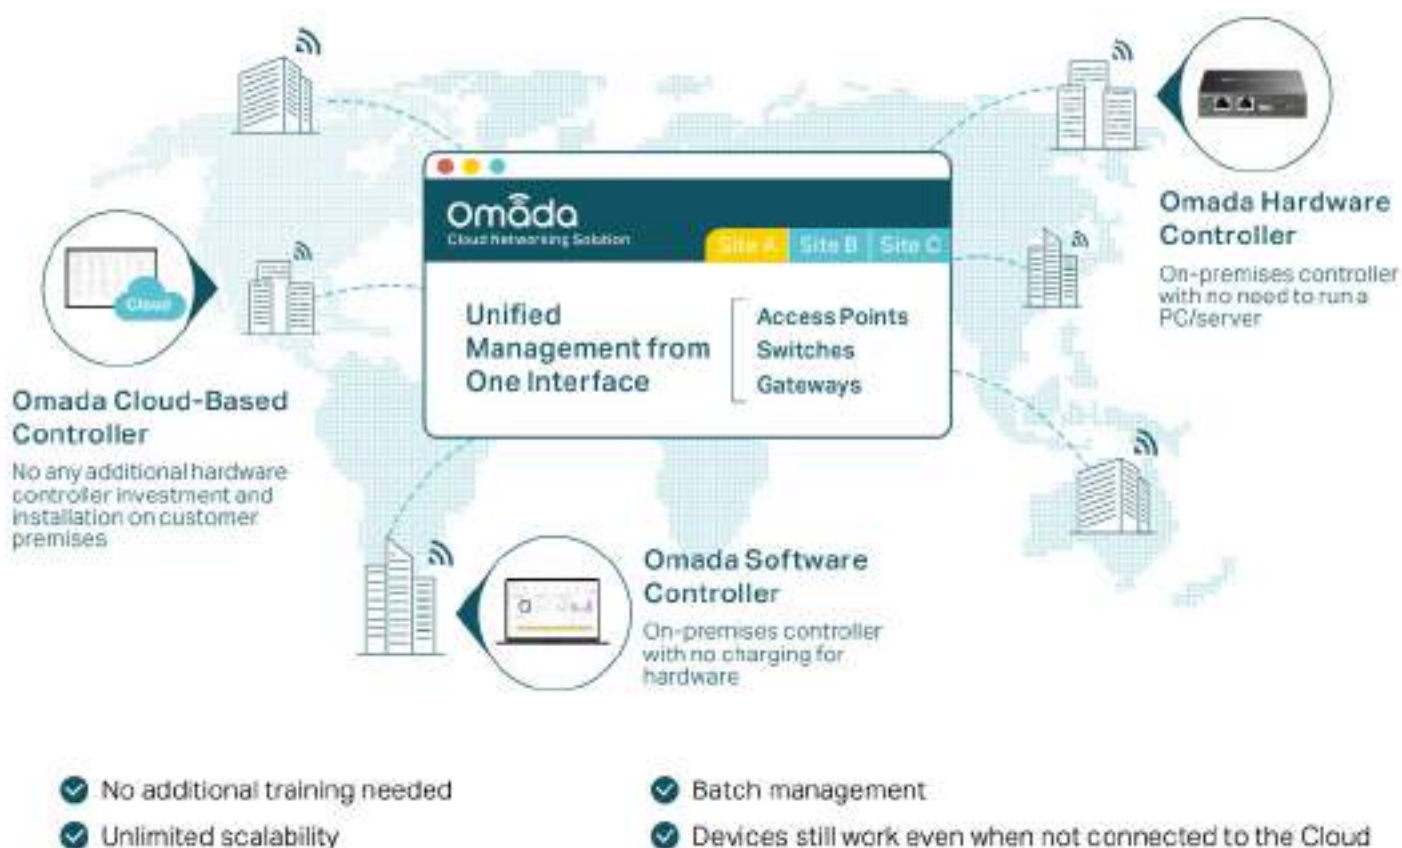 Omada
Cloud Networking Solution
Site A
Site B
Site C
Unified
Management from
One Interface
Access Points
Switches
Gateways
Omada Hardware
Controller
On-premises controller
with no need to run a
PC/server
Cloud
Omada Cloud-Based
Controller
No any additional hardware
controller investment and
installation on customer
premises
Omada Software
Controller
On-premises controller
with no charging for
hardware
No additional training needed
Batch management
Unlimited scalability
Devices still work even when not connected to the Cloud